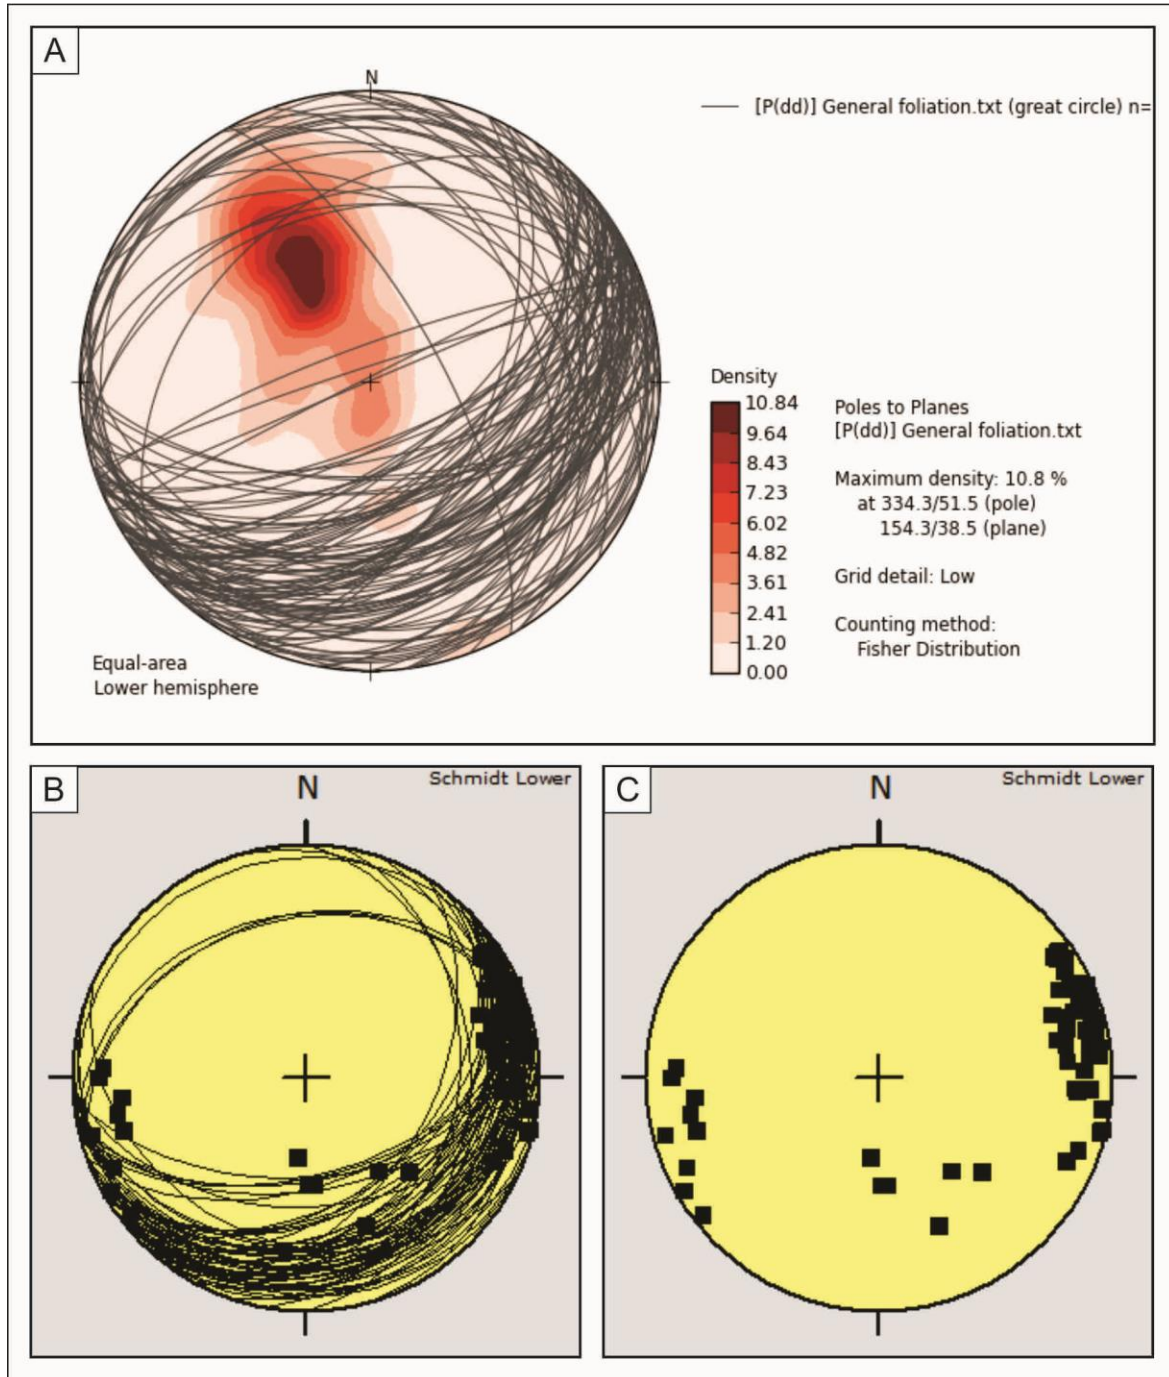 A
N
[P(dd)] General foliation.txt (great circle) n=
Density
10.84
9.64
8.43
7.23
6.02
4.82
3.61
2.41
1.20
0.00
Poles to Planes
[P(dd)] General foliation.txt
Maximum density: 10.8 %
at 334.3/51.5 (pole)
154.3/38.5 (plane)
Grid detail: Low
Counting method:
Fisher Distribution
Equal-area
Lower hemisphere
B
N
Schmidt Lower
C
N
Schmidt Lower